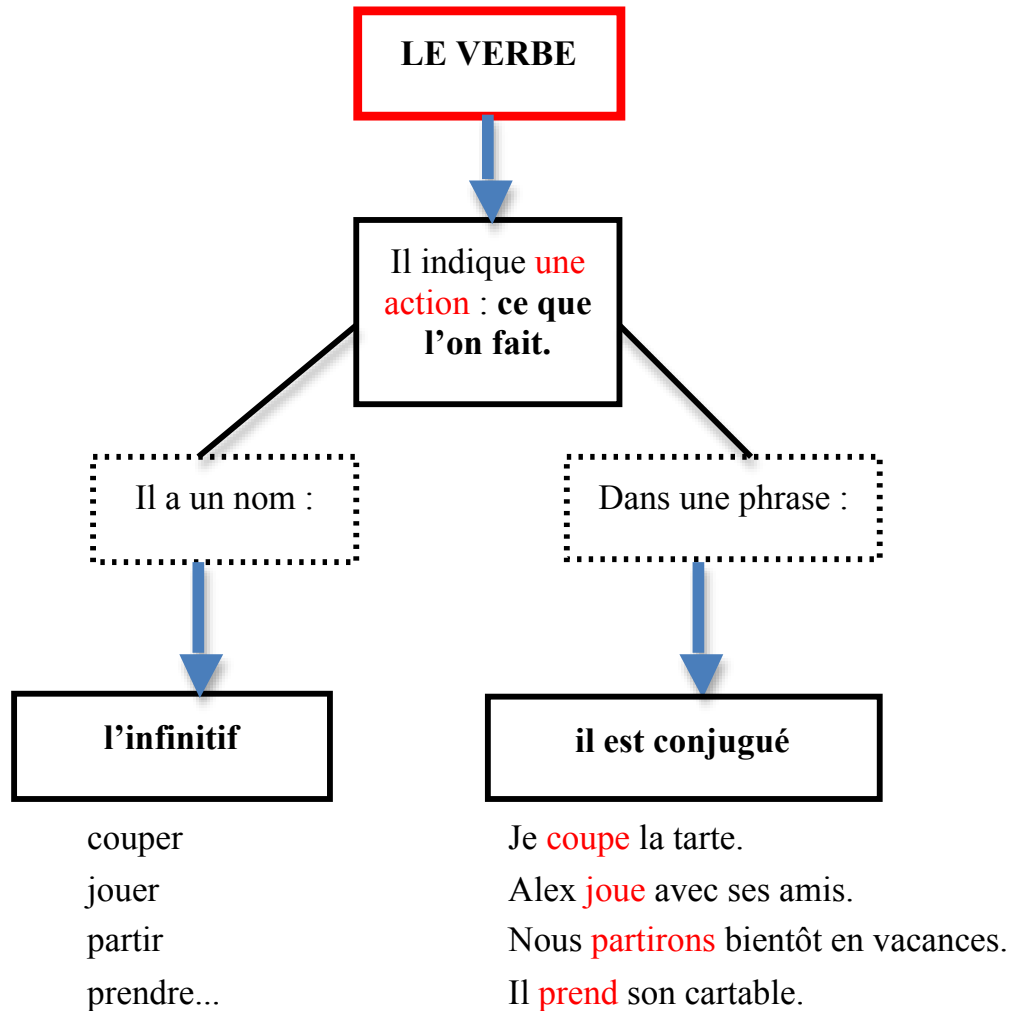 LE VERBE
Il indique une
action : ce que
l’on fait.
Il a un nom :
Dans une phrase :
l’infinitif
il est conjugué
couper
Je coupe la tarte.
jouer
Alex joue avec ses amis.
partir
Nous partirons bientôt en vacances.
prendre...
Il prend son cartable.